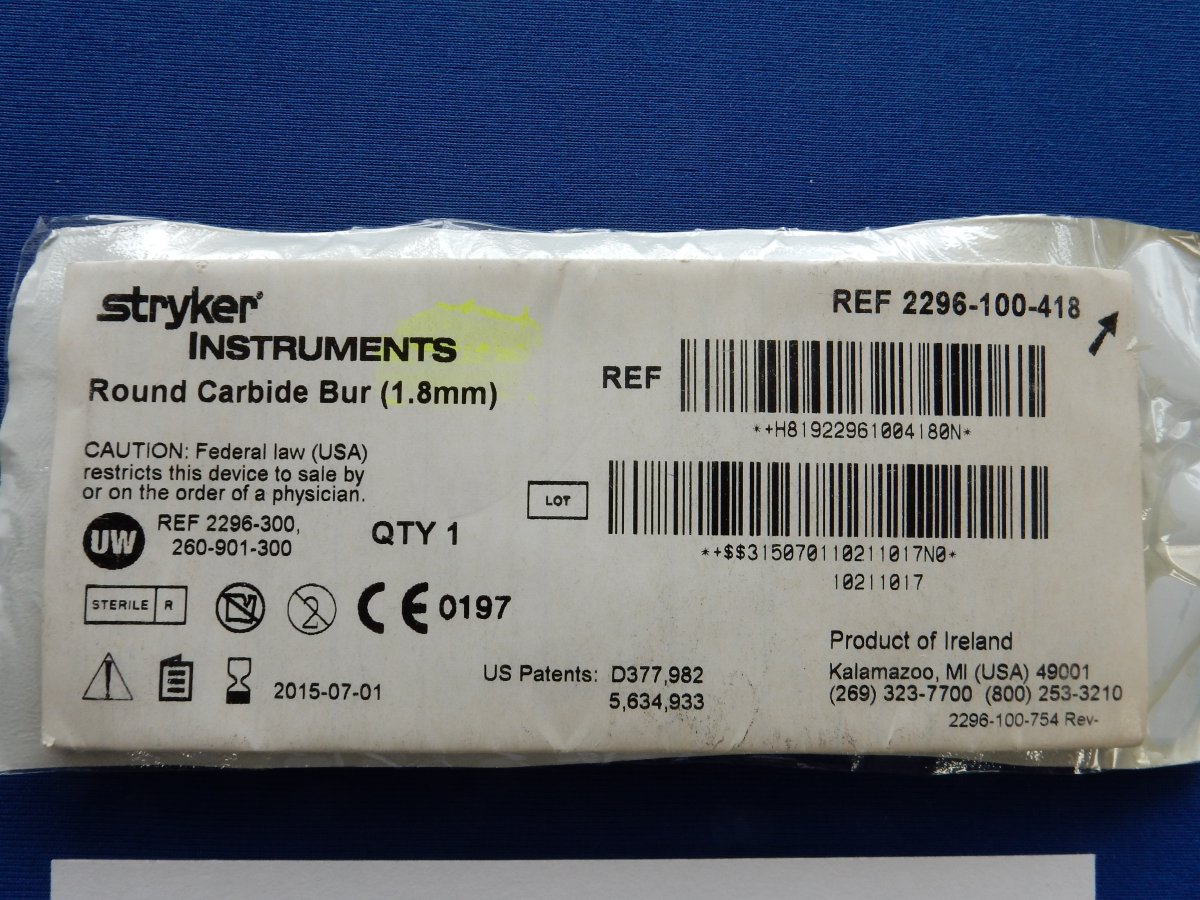 stryker®
INSTRUMENTS
Round Carbide Bur (1.8mm)
REF 2296-100-418
REF
*+H81922961004180N*
CAUTION: Federal law (USA)
restricts this device to sale by
or on the order of a physician.
LOT
*+$$315070110211017N0*
10211017
UW
REF 2296-300,
260-901-300
QTY 1
STERILE R
2
CE 0197
2015-07-01
US Patents: D377,982
5,634,933
Product of Ireland
Kalamazoo, MI (USA) 49001
(269) 323-7700 (800) 253-3210
2296-100-754 Rev-